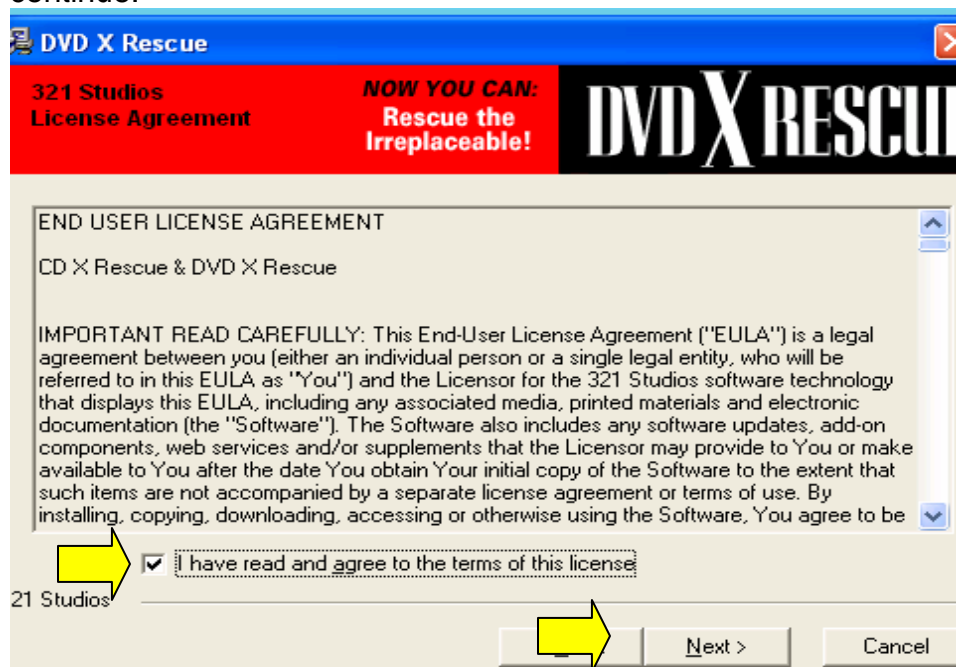 continue.
DVD X Rescue
321 Studios
License Agreement
NOW YOU CAN:
Rescue the
Irreplaceable!
DVD X RESCUE
END USER LICENSE AGREEMENT
CD X Rescue & DVD X Rescue
IMPORTANT READ CAREFULLY: This End-User License Agreement ("EULA") is a legal
agreement between you (either an individual person or a single legal entity, who will be
referred to in this EULA as "You") and the Licensor for the 321 Studios software technology
that displays this EULA, including any associated media, printed materials and electronic
documentation (the "Software"). The Software also includes any software updates, add-on
components, web services and/or supplements that the Licensor may provide to You or make
available to You after the date You obtain Your initial copy of the Software to the extent that
such items are not accompanied by a separate license agreement or terms of use. By
installing, copying, downloading, accessing or otherwise using the Software, You agree to be
I have read and agree to the terms of this license
21 Studios
Next >
Cancel